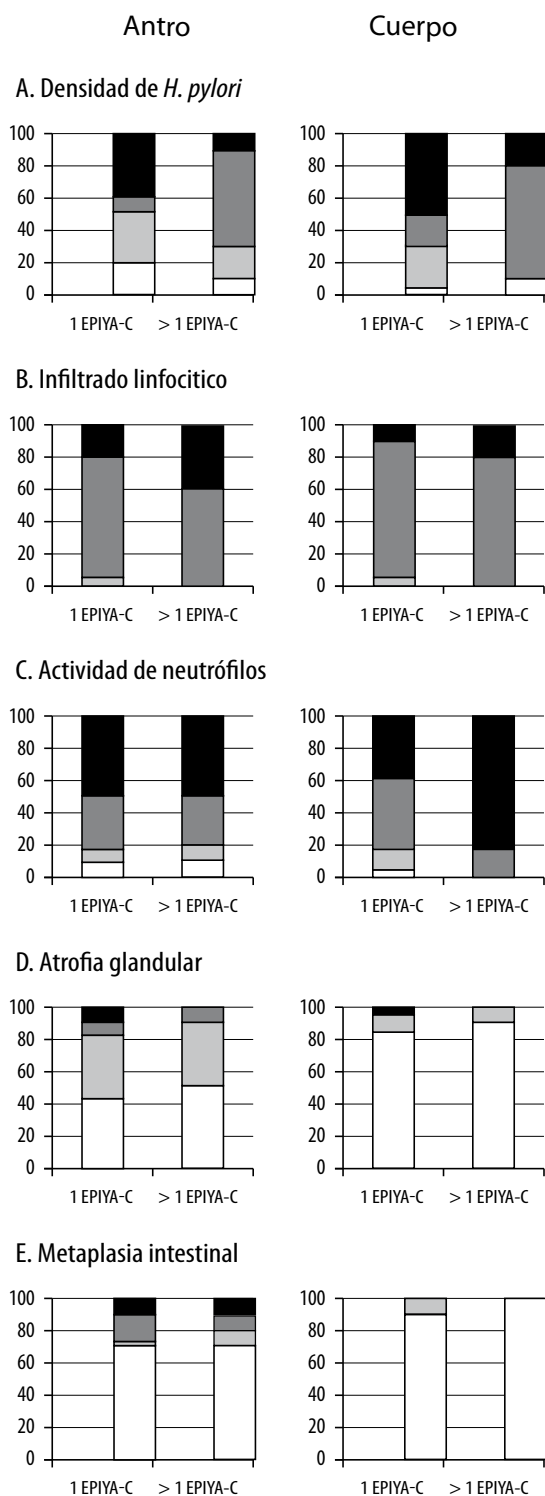 Antro Cuerpo
A. Densidad de H. pylori
100 100
80 80
60 60
40 40
20 20
0 0
1 EPIYA-C > 1 EPIYA-C 1 EPIYA-C > 1 EPIYA-C
B. Infiltrado linfocitico
100 100
80 80
60 60
40 40
20 20
0 0
1 EPIYA-C > 1 EPIYA-C 1 EPIYA-C > 1 EPIYA-C
C. Actividad de neutrófilos
100 100
80 80
60 60
40 40
20 20
0 0
1 EPIYA-C > 1 EPIYA-C 1 EPIYA-C > 1 EPIYA-C
D. Atrofia glandular
100 100
80 80
60 60
40 40
20 20
0 0
1 EPIYA-C > 1 EPIYA-C 1 EPIYA-C > 1 EPIYA-C
E. Metaplasia intestinal
100 100
80 80
60 60
40 40
20 20
0 0
1 EPIYA-C > 1 EPIYA-C 1 EPIYA-C > 1 EPIYA-C